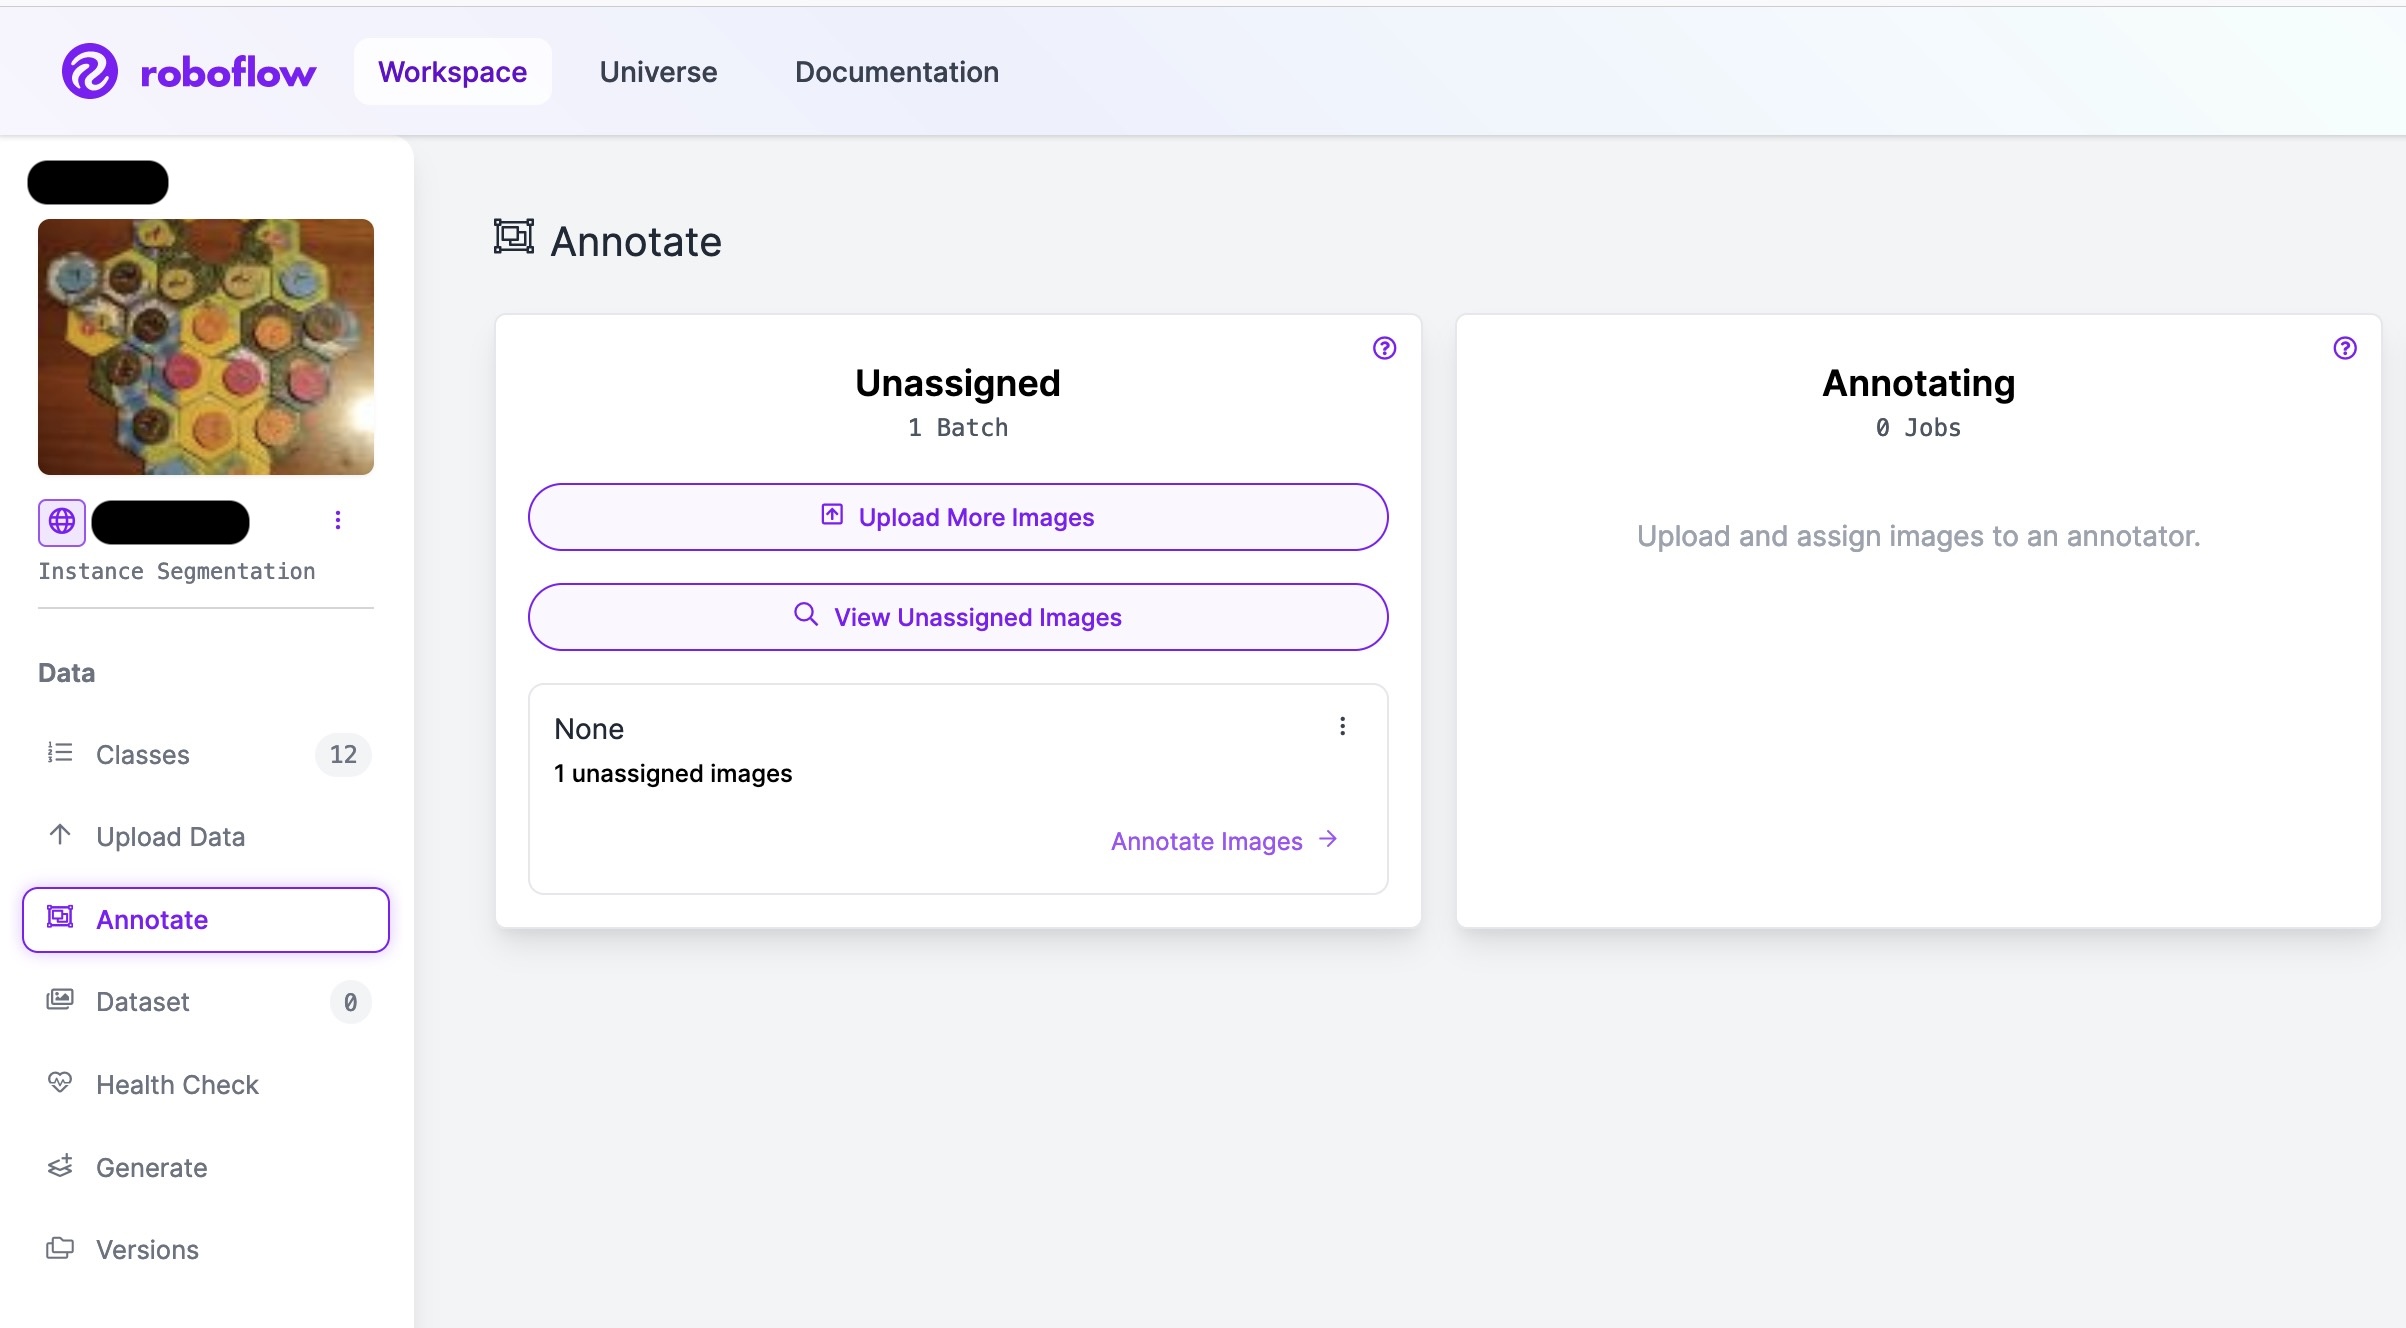 roboflow
Workspace
Universe
Documentation
Instance Segmentation
Data
Classes 12
Upload Data
Annotate
Dataset 0
Health Check
Generate
Versions
Annotate
Unassigned
1 Batch
Upload More Images
View Unassigned Images
None
1 unassigned images
Annotate Images →
Annotating
0 Jobs
Upload and assign images to an annotator.